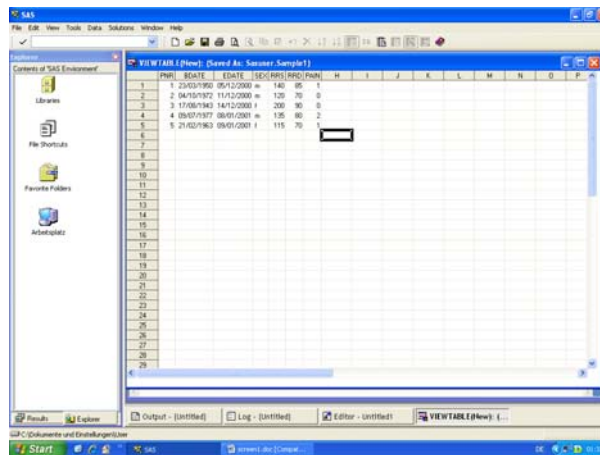 SAS
File Edit View Tools Data Solutions Window Help
Explorer
Contents of 'SAS Environment'
Libraries
File Shortcuts
Favorite Folders
Arbeitsplatz
VIEWTABLE(New): (Saved As: Sasuser.Sample1)
PNR BDATE EDATE SEX RRS RRD PAIN H I J K L M N O P
1 1 23/03/1950 05/12/2000 m 140 85 1
2 2 04/10/1972 11/12/2000 m 120 70 0
3 3 17/08/1943 14/12/2000 f 200 90 0
4 4 09/07/1977 08/01/2001 m 135 80 2
5 5 21/02/1963 09/01/2001 f 115 70 1
6
7
8
9
10
11
12
13
14
15
16
17
18
19
20
21
22
23
24
25
26
27
28
29
Results Explorer
Output - (Untitled) Log - (Untitled) Editor - Untitled1 VIEWTABLE(New): (...
C:\Dokumente und Einstellungen\User
Start SAS screen1.doc [Compat... DE